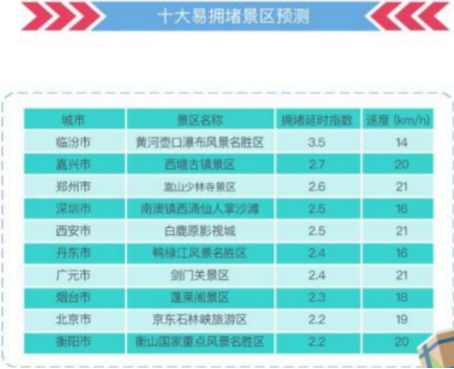 十大易拥堵景区预测
城市 景区名称 拥堵延时指数 速度 (km/h)
临汾市 黄河壶口瀑布风景名胜区 3.5 14
嘉兴市 西塘古镇景区 2.7 20
郑州市 嵩山少林寺景区 2.6 21
深圳市 南澳镇西涌仙人掌沙滩 2.5 16
西安市 白鹿原影视城 2.5 21
丹东市 鸭绿江风景名胜区 2.4 16
广元市 剑门关景区 2.4 21
烟台市 蓬莱阁景区 2.3 18
北京市 京东石林峡旅游区 2.2 19
衡阳市 衡山国家重点风景名胜区 2.2 20